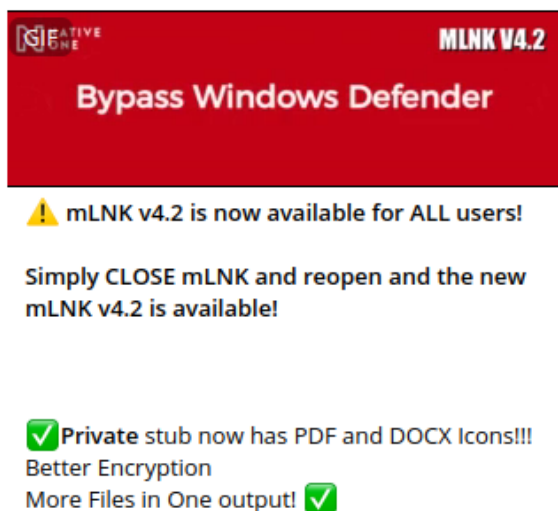 MLNK V4.2
Bypass Windows Defender
⚠️ mLNK v4.2 is now available for ALL users!
Simply CLOSE mLNK and reopen and the new
mLNK v4.2 is available!
✅Private stub now has PDF and DOCX Icons!!!
Better Encryption
More Files in One output! ✅